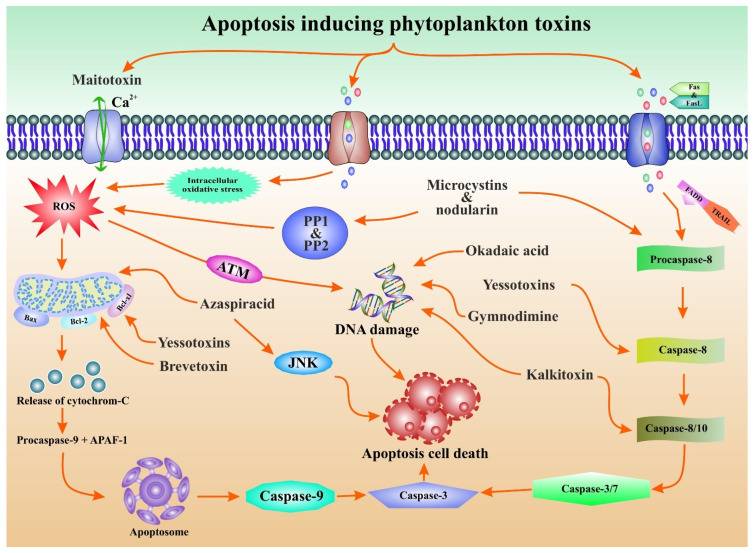 Apoptosis inducing phytoplankton toxins
Maitotoxin
Ca2+
Fas
&
FasL
Intracellular
oxidative stress
ROS
Microcystins
&
nodularin
FADD
TRAIL
PP1
&
PP2
ATM
Okadaic acid
Procaspase-8
Yessotoxins
Azaspiracid
Gymnodimine
DNA damage
Bax
Bcl-2
Bcl-xl
Yessotoxins
Brevetoxin
JNK
Caspase-8
Kalkitoxin
Release of cytochrom-C
Caspase-8/10
Procaspase-9 + APAF-1
Apoptosis cell death
Apoptosome
Caspase-9
Caspase-3
Caspase-3/7